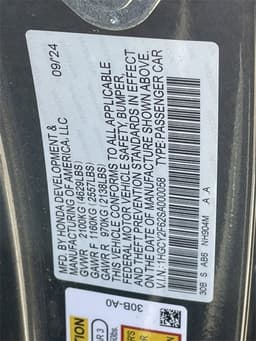 MFD. BY HONDA DEVELOPMENT & 09/24
MANUFACTURING OF AMERICA, LLC
GVWR 2100KG (4629LBS)
GAWR F 1160KG (2557LBS)
GAWR R 970KG (2138LBS)
THIS VEHICLE CONFORMS TO ALL APPLICABLE
FEDERAL MOTOR VEHICLE SAFETY, BUMPER,
AND THEFT PREVENTION STANDARDS IN EFFECT
ON THE DATE OF MANUFACTURE SHOWN ABOVE.
V.I.N. :1HGCY2F62SA000058 TYPE:PASSENGER CAR
30B S AB6 NH904M A A
30B-A0